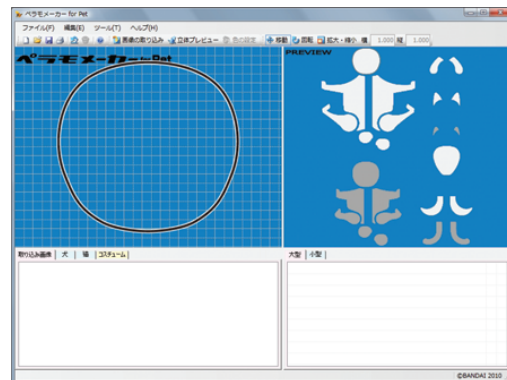 ペラモメーカー for Pet
ファイル(F) 編集(E) ツール(T) ヘルプ(H)
画像の取り込み 立体プレビュー 色の設定 移動 回転 拡大・縮小 横 1.000 縦 1.000
ペラモメーカー for Pet
PREVIEW
取り込み画像 犬 猫 コスチューム
大型 小型
©BANDAI 2010